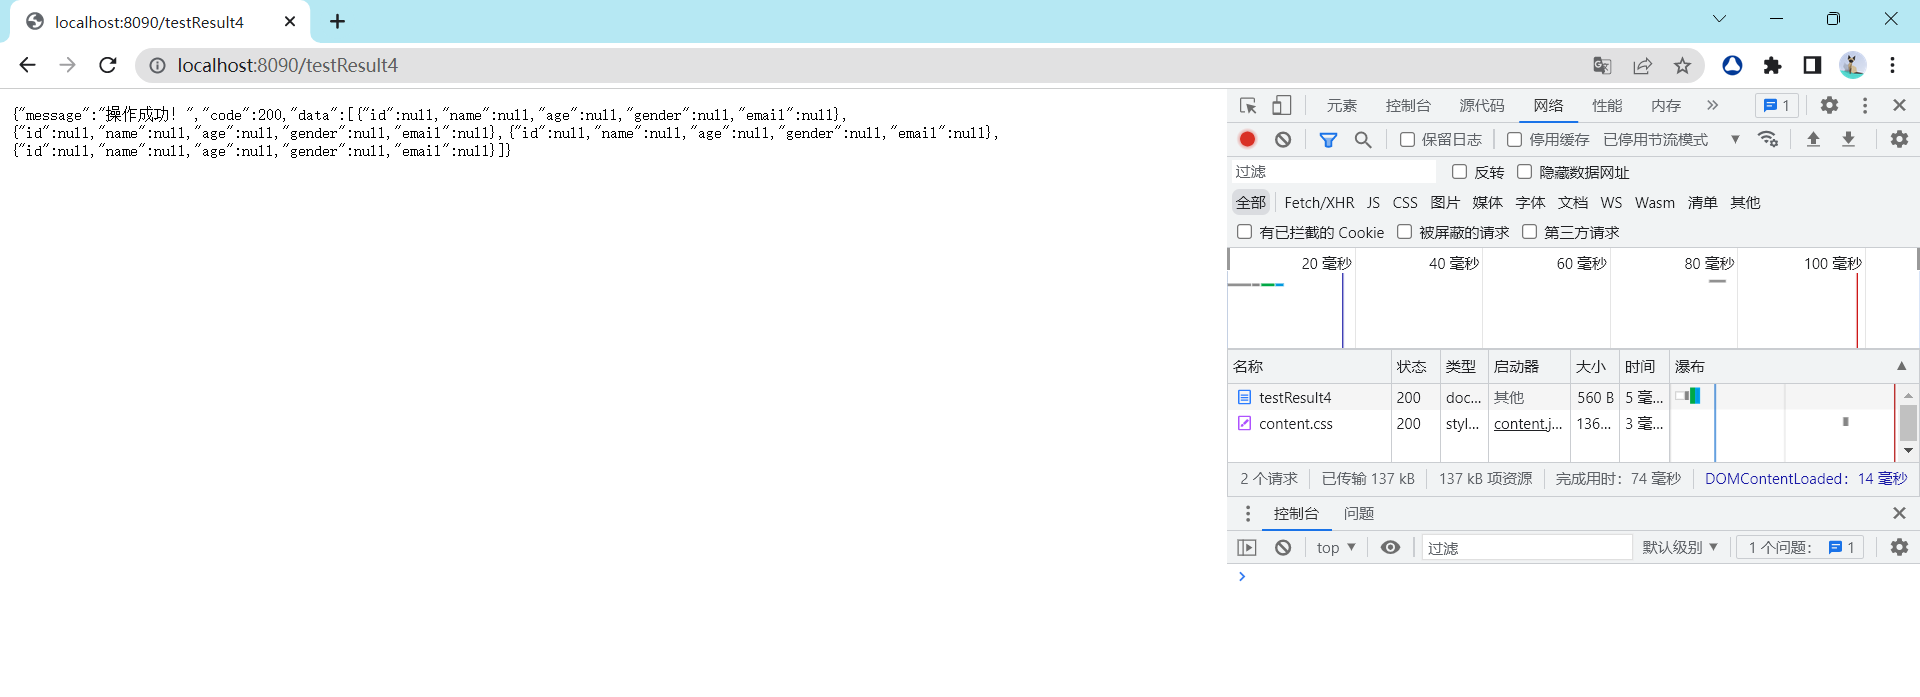 localhost:8090/testResult4
localhost:8090/testResult4
{"message":"操作成功！","code":200,"data":[{"id":null,"name":null,"age":null,"gender":null,"email":null},
{"id":null,"name":null,"age":null,"gender":null,"email":null},{"id":null,"name":null,"age":null,"gender":null,"email":null},
{"id":null,"name":null,"age":null,"gender":null,"email":null}]}
元素 控制台 源代码 网络 性能 内存 » 1
保留日志 停用缓存 已停用节流模式
过滤 反转 隐藏数据网址
全部 Fetch/XHR JS CSS 图片 媒体 字体 文档 WS Wasm 清单 其他
有已拦截的 Cookie 被屏蔽的请求 第三方请求
20 毫秒 40 毫秒 60 毫秒 80 毫秒 100 毫秒
名称 状态 类型 启动器 大小 时间 瀑布
testResult4 200 doc... 其他 560 B 5 毫...
content.css 200 styl... content.j... 136... 3 毫...
2 个请求 已传输 137 kB 137 kB 项资源 完成用时：74 毫秒 DOMContentLoaded：14 毫秒
控制台 问题
top 过滤 默认级别 1 个问题： 1